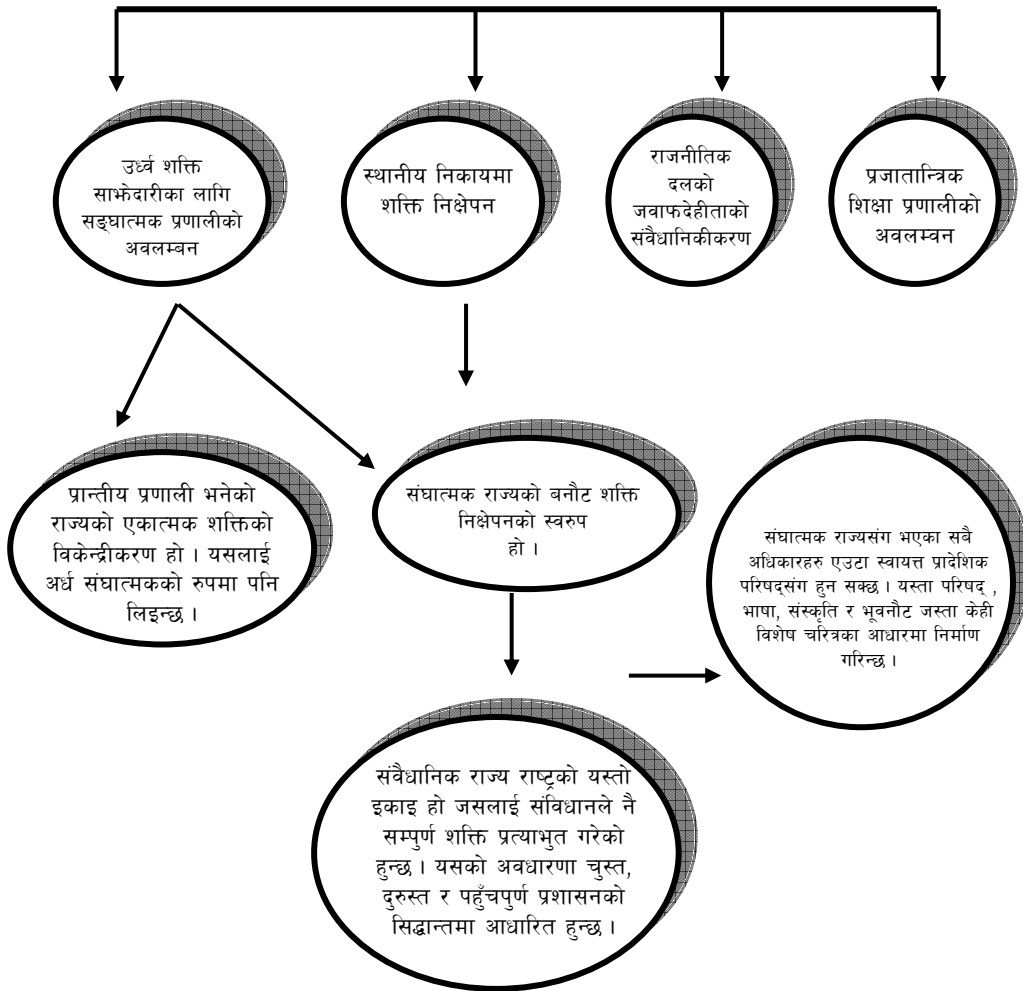 उर्ध्व शक्ति
साझेदारीका लागि
सङ्घात्मक प्रणालीको
अवलम्बन
स्थानीय निकायमा
शक्ति निक्षेपन
राजनीतिक
दलको
जवाफदेहीताको
संवैधानिकीकरण
प्रजातान्त्रिक
शिक्षा प्रणालीको
अवलम्वन
प्रान्तीय प्रणाली भनेको
राज्यको एकात्मक शक्तिको
विकेन्द्रीकरण हो । यसलाई
अर्ध संघात्मकको रुपमा पनि
लिइन्छ ।
संघात्मक राज्यको बनौट शक्ति
निक्षेपनको स्वरुप
हो ।
संघात्मक राज्यसंग भएका सबै
अधिकारहरु एउटा स्वायत्त प्रादेशिक
परिषद्संग हुन सक्छ । यस्ता परिषद् ,
भाषा, संस्कृति र भूवनौट जस्ता केही
विशेष चरित्रका आधारमा निर्माण
गरिन्छ ।
संवैधानिक राज्य राष्ट्रको यस्तो
इकाइ हो जसलाई संविधानले नै
सम्पुर्ण शक्ति प्रत्याभुत गरेको
हुन्छ । यसको अवधारणा चुस्त,
दुरुस्त र पहुँचपुर्ण प्रशासनको
सिद्धान्तमा आधारित हुन्छ ।